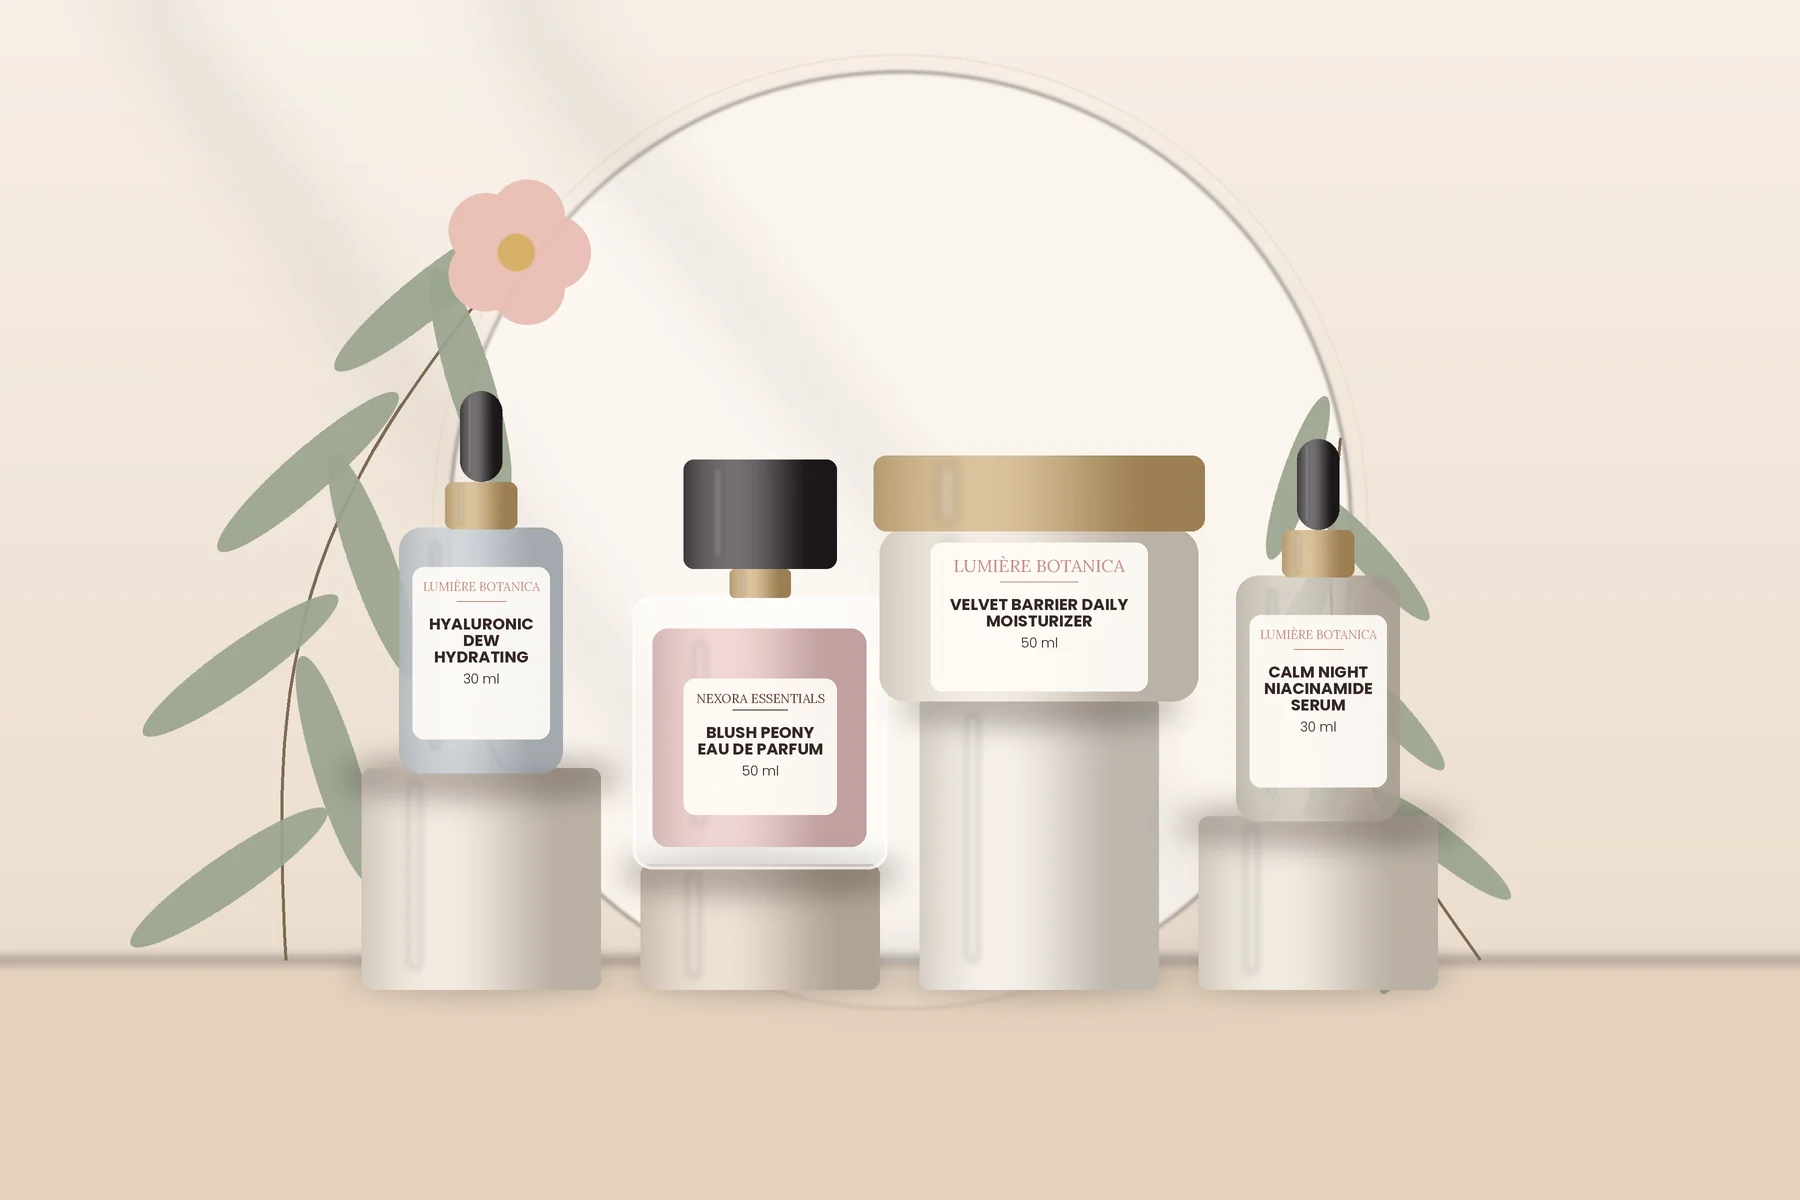 LUMIÈRE BOTANICA
HYALURONIC
DEW
HYDRATING
30 ml
NEXORA ESSENTIALS
BLUSH PEONY
EAU DE PARFUM
50 ml
LUMIÈRE BOTANICA
VELVET BARRIER DAILY
MOISTURIZER
50 ml
LUMIÈRE BOTANICA
CALM NIGHT
NIACINAMIDE
SERUM
30 ml